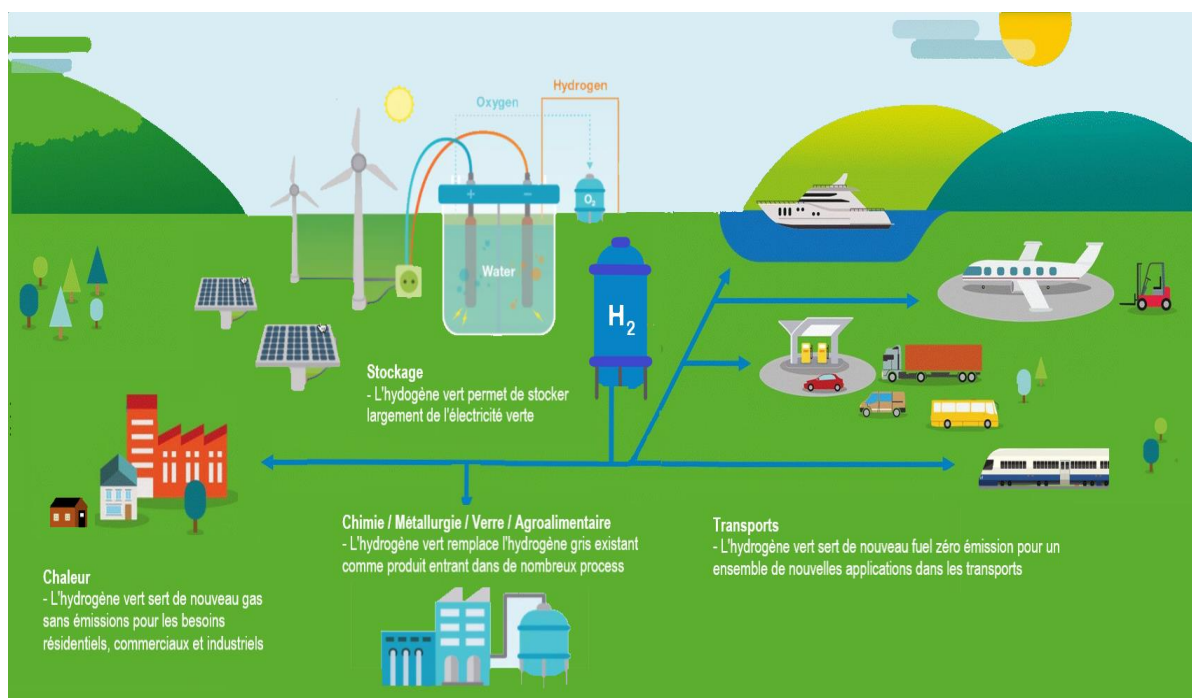 Hydrogen
Oxygen
+
−
O₂
Water
H₂
Stockage
- L'hydogène vert permet de stocker
largement de l'électricité verte
Chimie / Métallurgie / Verre / Agroalimentaire
- L'hydrogène vert remplace l'hydrogène gris existant
comme produit entrant dans de nombreux process
Transports
- L'hydrogène vert sert de nouveau fuel zéro émission pour un
ensemble de nouvelles applications dans les transports
Chaleur
- L'hydrogène vert sert de nouveau gas
sans émissions pour les besoins
résidentiels, commerciaux et industriels